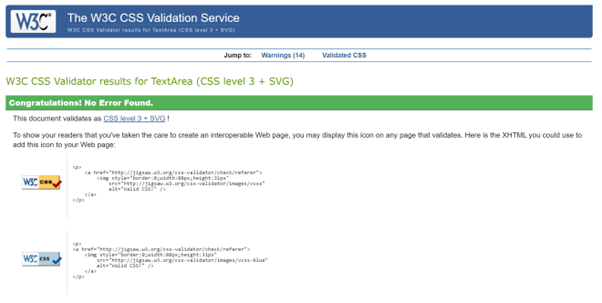 W3C® The W3C CSS Validation Service
W3C CSS Validator results for TextArea (CSS level 3 + SVG)
Jump to: Warnings (14) Validated CSS
W3C CSS Validator results for TextArea (CSS level 3 + SVG)
Congratulations! No Error Found.
This document validates as CSS level 3 + SVG !
To show your readers that you've taken the care to create an interoperable Web page, you may display this icon on any page that validates. Here is the XHTML you could use to
add this icon to your Web page:
W3C css
<p>
<a href="http://jigsaw.w3.org/css-validator/check/referer">
<img style="border:0;width:88px;height:31px"
src="http://jigsaw.w3.org/css-validator/images/vcss"
alt="Valid CSS!" />
</a>
</p>
W3C css
<p>
<a href="http://jigsaw.w3.org/css-validator/check/referer">
<img style="border:0;width:88px;height:31px"
src="http://jigsaw.w3.org/css-validator/images/vcss-blue"
alt="Valid CSS!" />
</a>
</p>